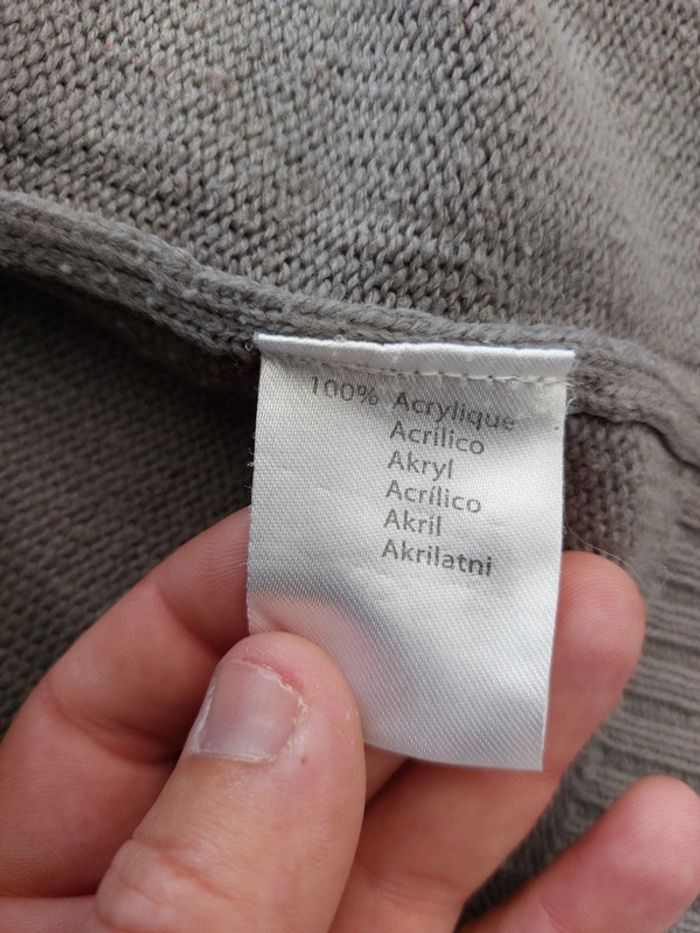 100% Acrylique
Acrilico
Akryl
Acrílico
Akril
Akrilatni